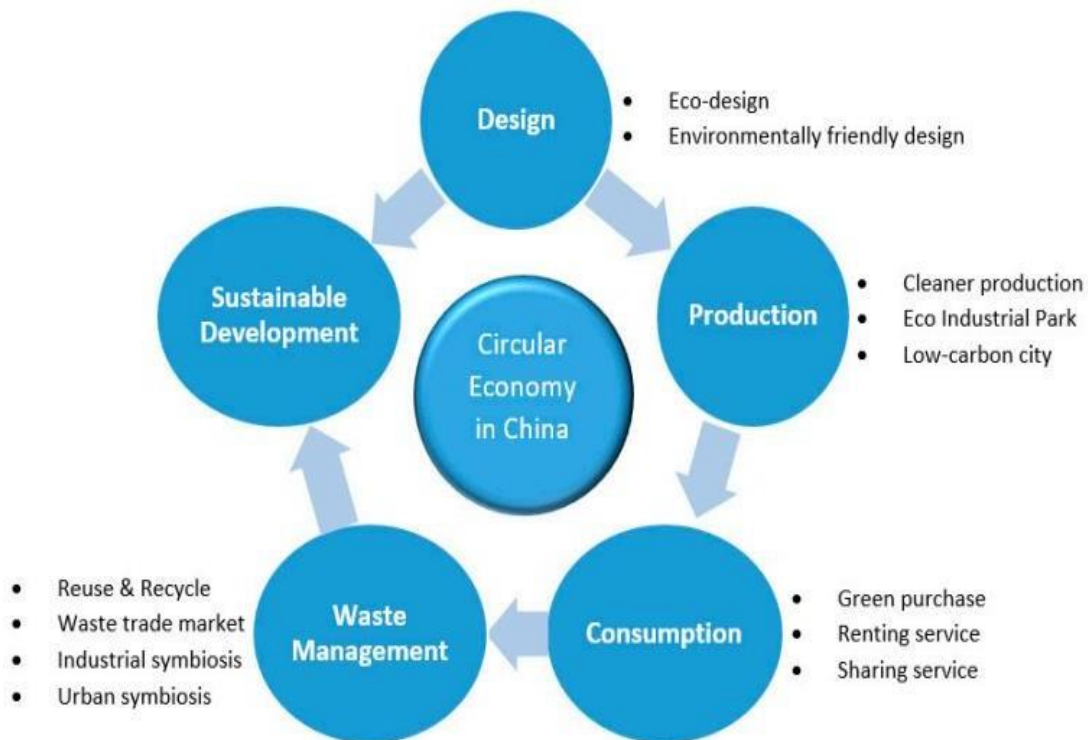 Design
• Eco-design
• Environmentally friendly design
Production
• Cleaner production
• Eco Industrial Park
• Low-carbon city
Consumption
• Green purchase
• Renting service
• Sharing service
Waste
Management
• Reuse & Recycle
• Waste trade market
• Industrial symbiosis
• Urban symbiosis
Sustainable
Development
Circular
Economy
in China